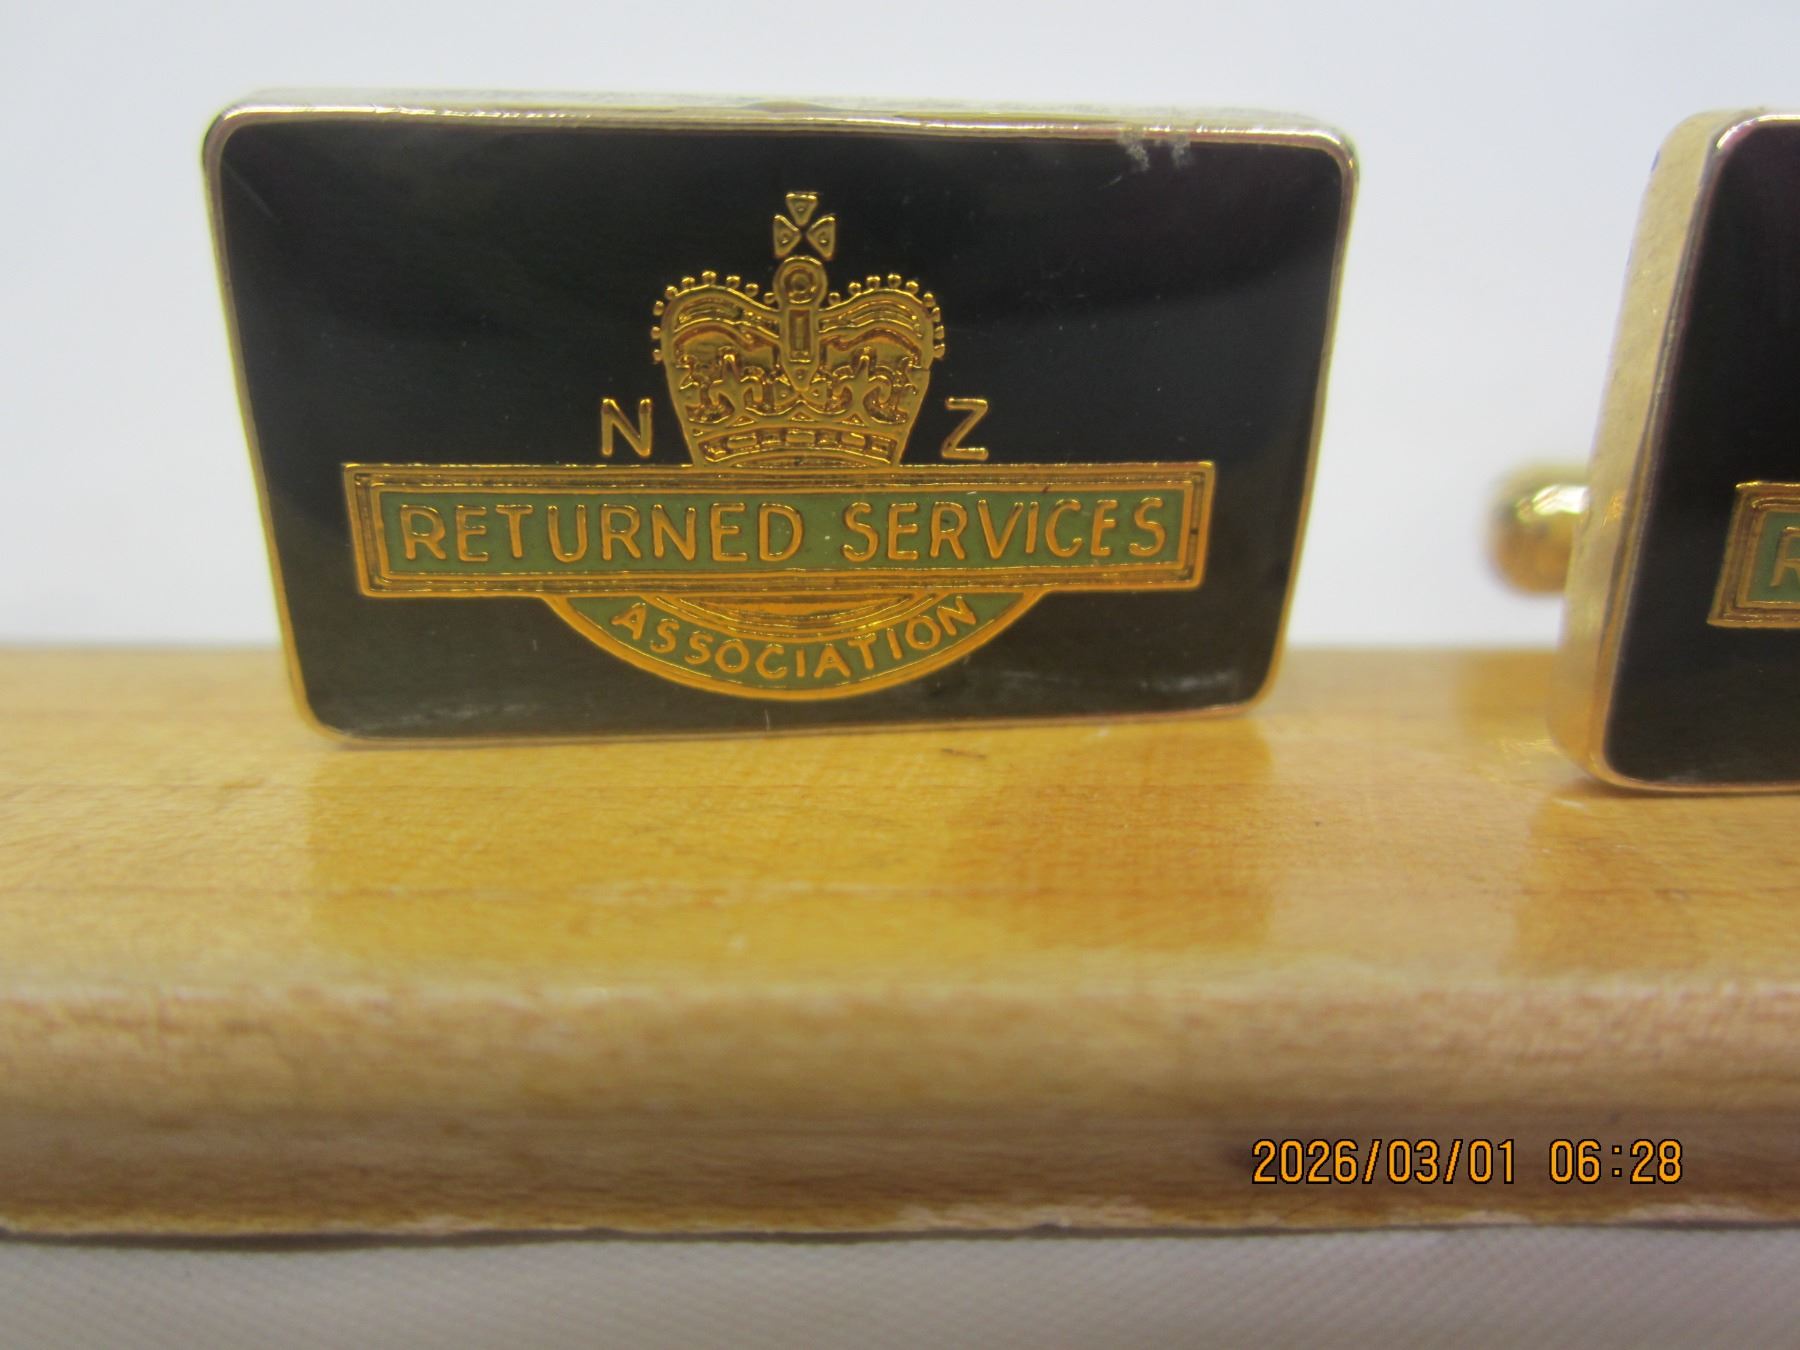 N Z
RETURNED SERVICES
ASSOCIATION
R
2026/03/01 06:28